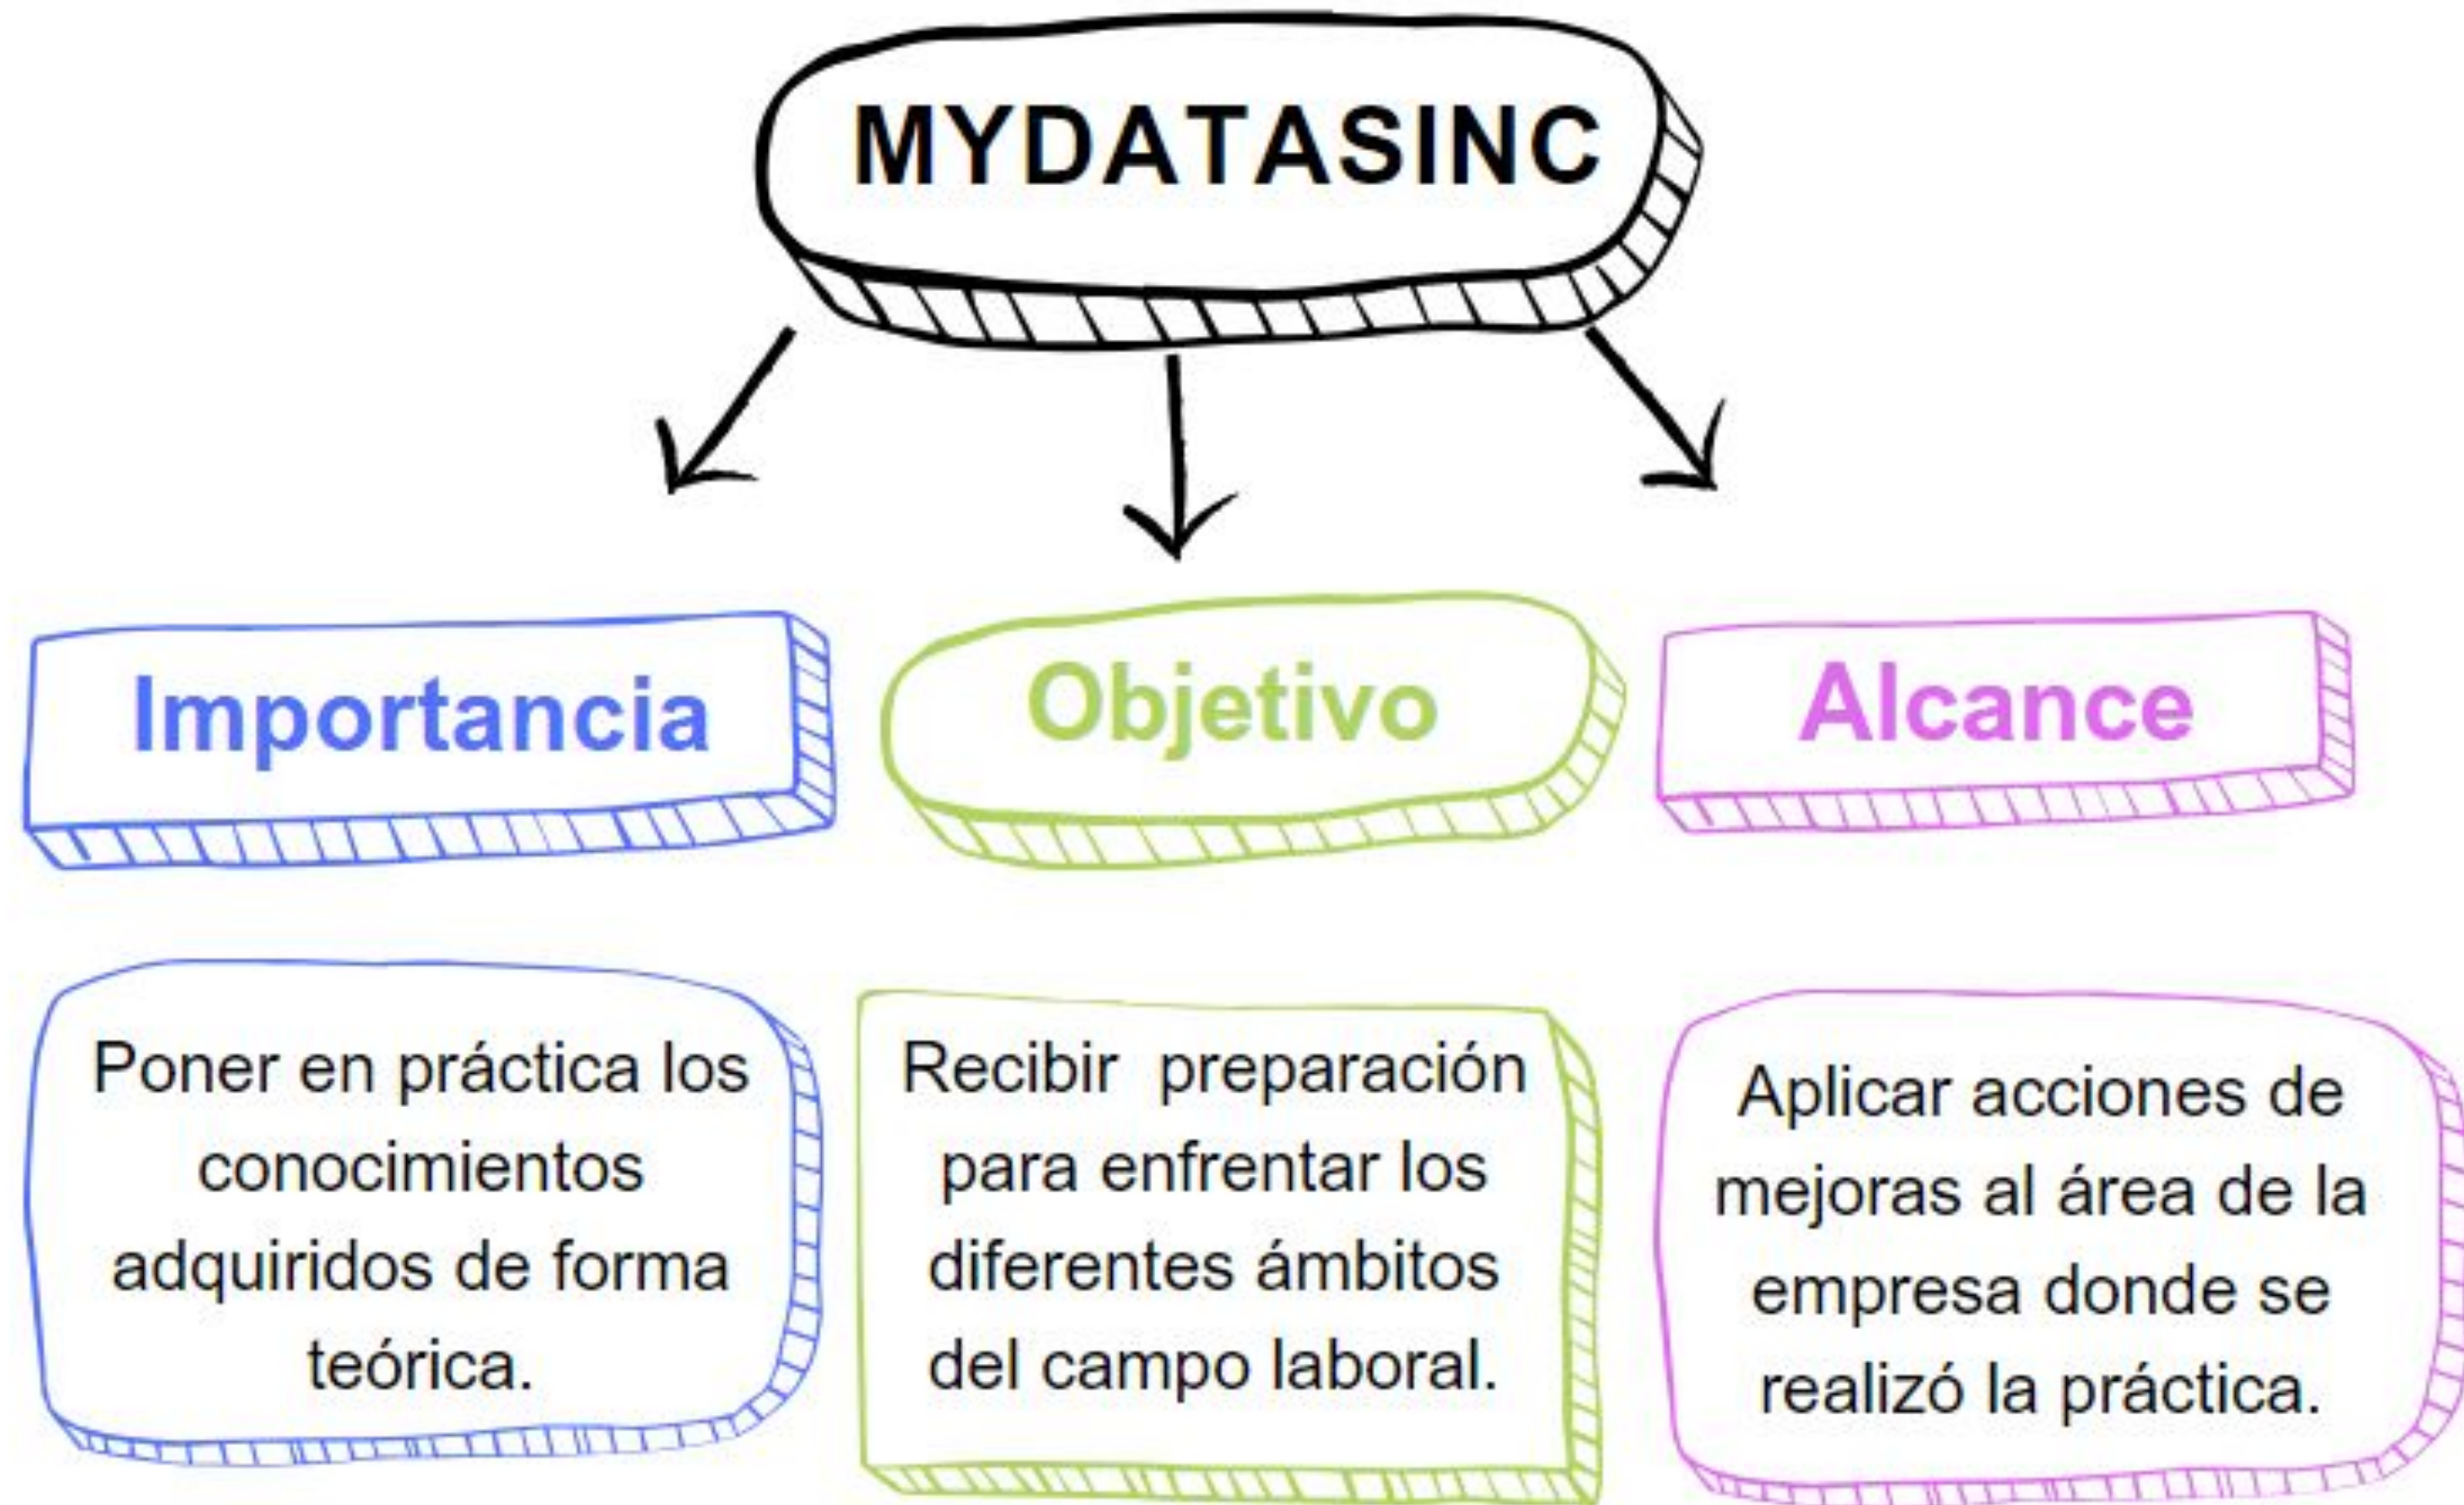 MYDATASINC
Importancia
Objetivo
Alcance
Poner en práctica los
conocimientos
adquiridos de forma
teórica.
Recibir preparación
para enfrentar los
diferentes ámbitos
del campo laboral.
Aplicar acciones de
mejoras al área de la
empresa donde se
realizó la práctica.